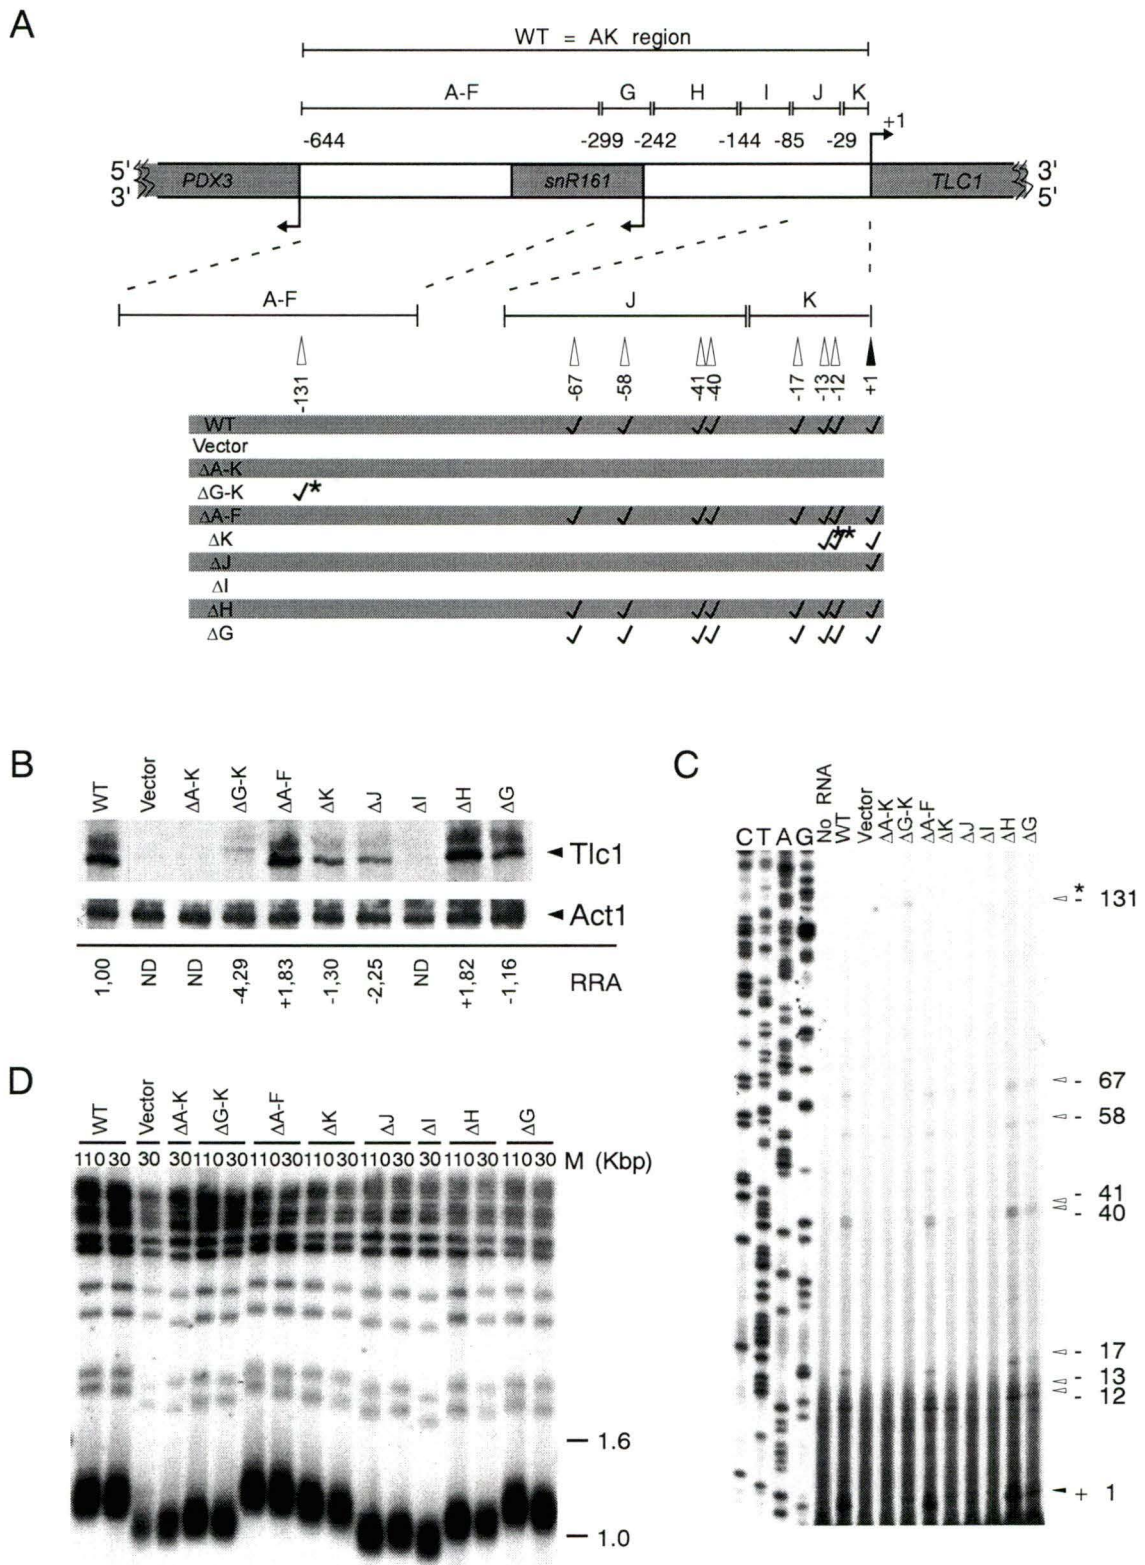 A
WT = AK region
A-F G H I J K
-644 -299 -242 -144 -85 -29 +1
5' PDX3 snR161 TLC1 3'
3' 5'
A-F J K
-131 -67 -58 -41 -40 -17 -13 -12 +1
WT ✓ ✓ ✓✓ ✓ ✓✓ ✓
Vector
ΔA-K
ΔG-K ✓*
ΔA-F ✓ ✓ ✓✓ ✓ ✓✓ ✓
ΔK ✓✓** ✓
ΔJ ✓
ΔI
ΔH ✓ ✓ ✓✓ ✓ ✓✓ ✓
ΔG ✓ ✓ ✓✓ ✓ ✓✓ ✓
B
WT Vector ΔA-K ΔG-K ΔA-F ΔK ΔJ ΔI ΔH ΔG
Tlc1
Act1
1,00 ND ND -4,29 +1,83 -1,30 -2,25 ND +1,82 -1,16 RRA
C
C T A G No RNA WT Vector ΔA-K ΔG-K ΔA-F ΔK ΔJ ΔI ΔH ΔG
*
- 131
- 67
- 58
- 41
- 40
- 17
- 13
- 12
+ 1
D
WT Vector ΔA-K ΔG-K ΔA-F ΔK ΔJ ΔI ΔH ΔG
110 30 30 30 110 30 110 30 110 30 110 30 30 110 30 110 30 M (Kbp)
1.6
1.0